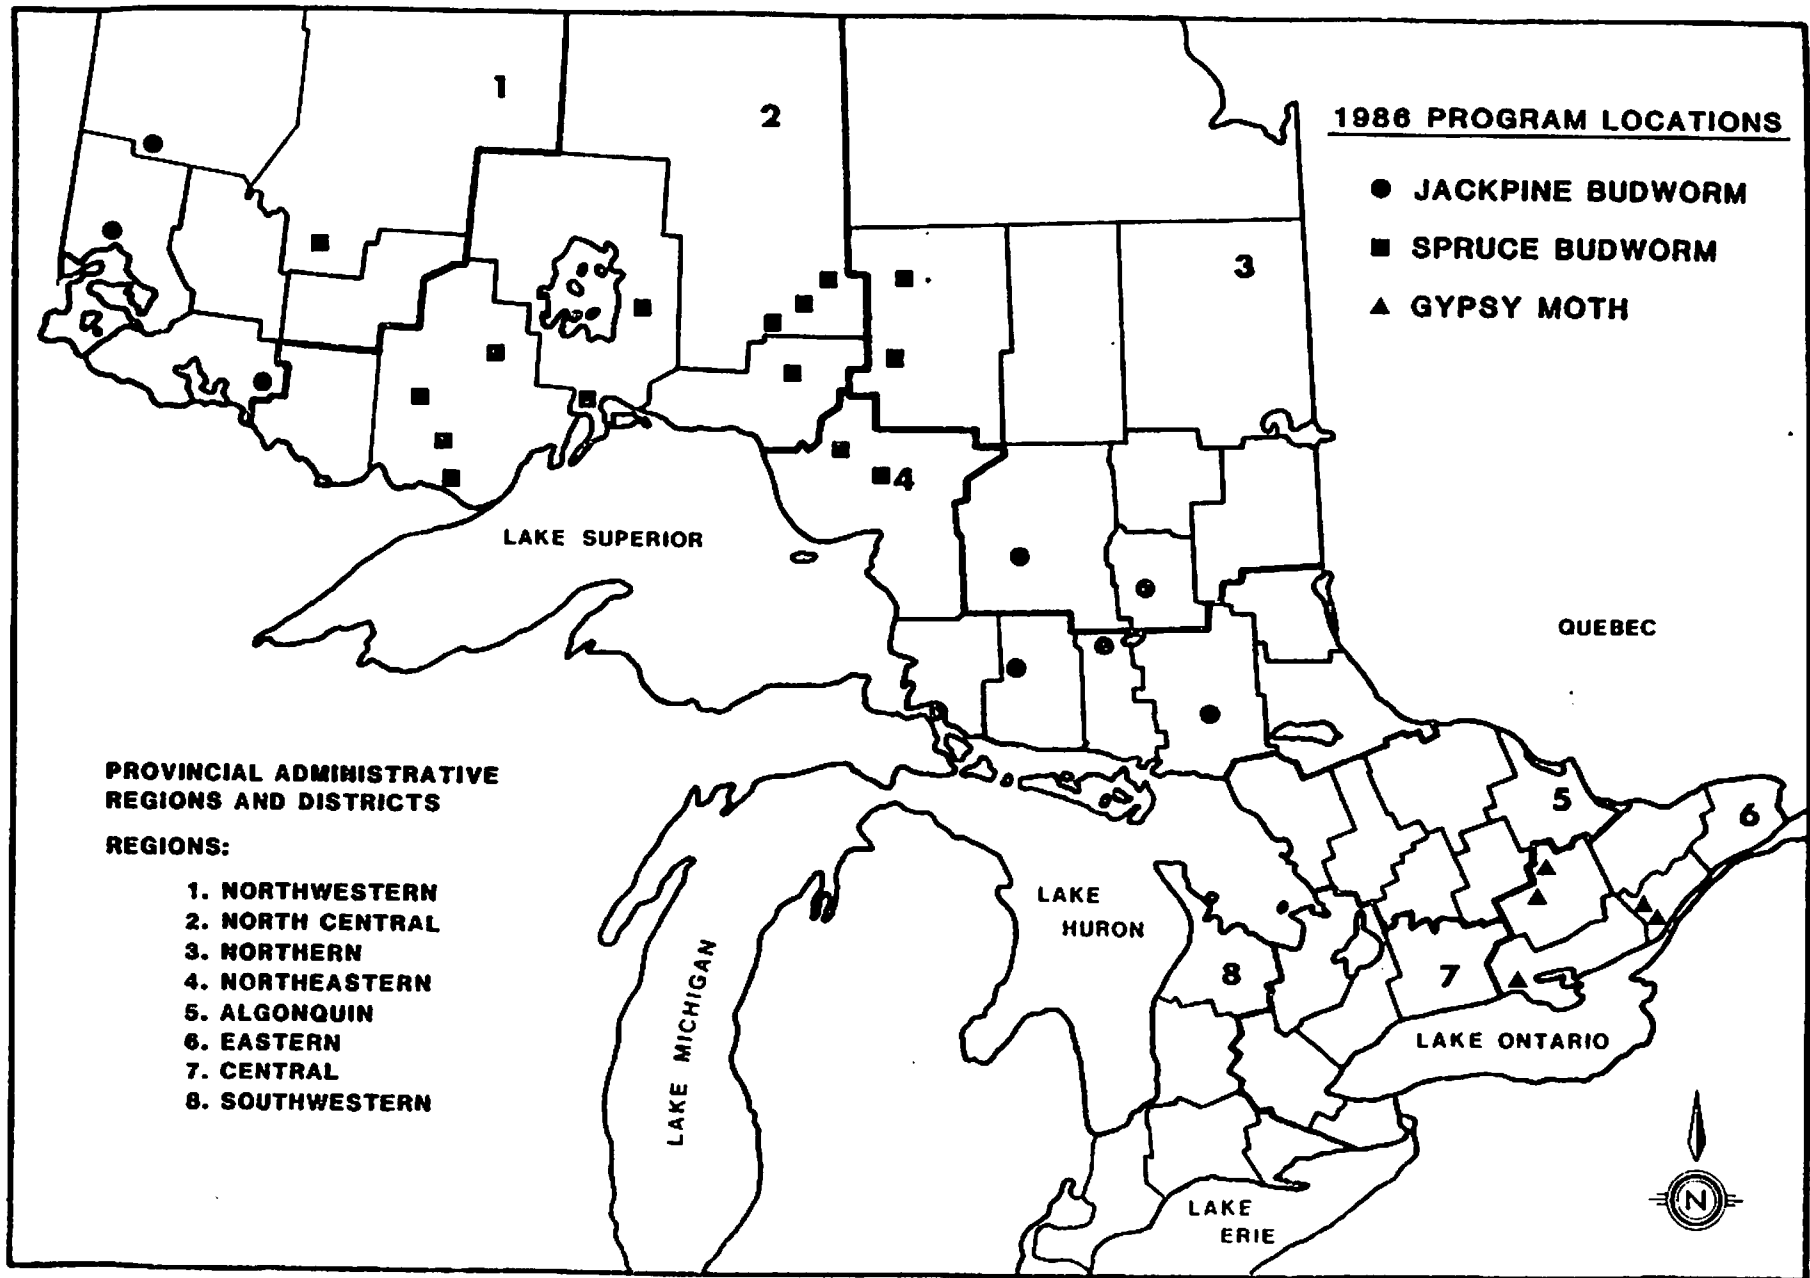 1
2
1986 PROGRAM LOCATIONS
JACKPINE BUDWORM
SPRUCE BUDWORM
GYPSY MOTH
3
4
LAKE SUPERIOR
QUEBEC
PROVINCIAL ADMINISTRATIVE
REGIONS AND DISTRICTS
REGIONS:
1. NORTHWESTERN
2. NORTH CENTRAL
3. NORTHERN
4. NORTHEASTERN
5. ALGONQUIN
6. EASTERN
7. CENTRAL
8. SOUTHWESTERN
5
6
LAKE
HURON
LAKE MICHIGAN
8
7
LAKE ONTARIO
LAKE
ERIE
N